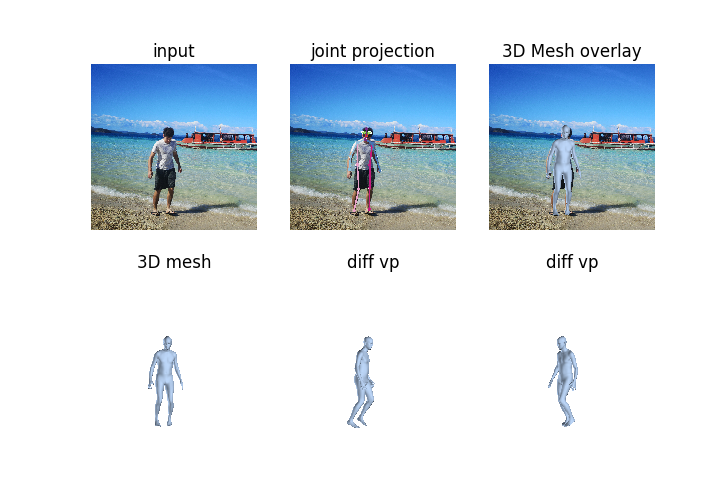 input
joint projection
3D Mesh overlay
3D mesh
diff vp
diff vp